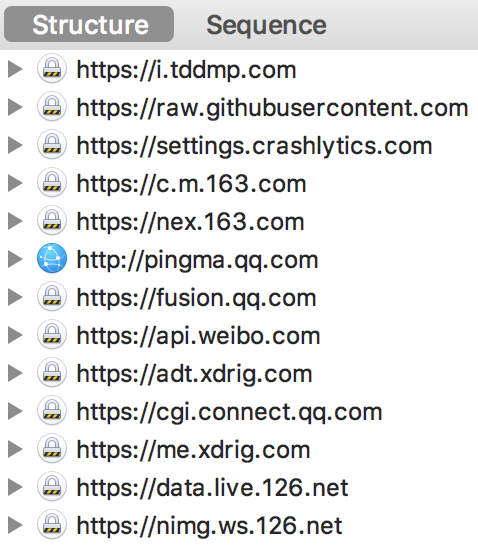 Structure Sequence
https://i.tddmp.com
https://raw.githubusercontent.com
https://settings.crashlytics.com
https://c.m.163.com
https://nex.163.com
http://pingma.qq.com
https://fusion.qq.com
https://api.weibo.com
https://adt.xdrig.com
https://cgi.connect.qq.com
https://me.xdrig.com
https://data.live.126.net
https://nimg.ws.126.net